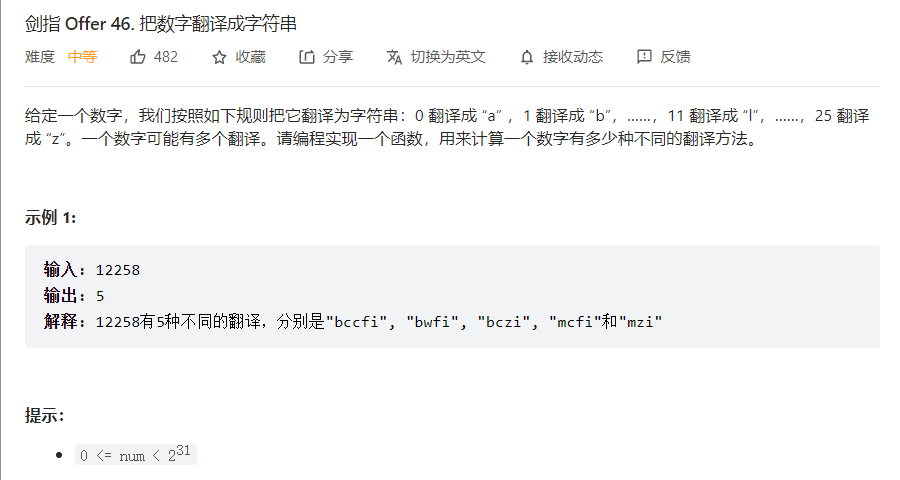 剑指 Offer 46. 把数字翻译成字符串
难度 中等 482 收藏 分享 切换为英文 接收动态 反馈
给定一个数字，我们按照如下规则把它翻译为字符串：0 翻译成 “a” ，1 翻译成 “b”，……，11 翻译成 “l”，……，25 翻译
成 “z”。一个数字可能有多个翻译。请编程实现一个函数，用来计算一个数字有多少种不同的翻译方法。
示例 1:
输入: 12258
输出: 5
解释: 12258有5种不同的翻译，分别是"bccfi", "bwfi", "bczi", "mcfi"和"mzi"
提示：
• 0 <= num < 2³¹